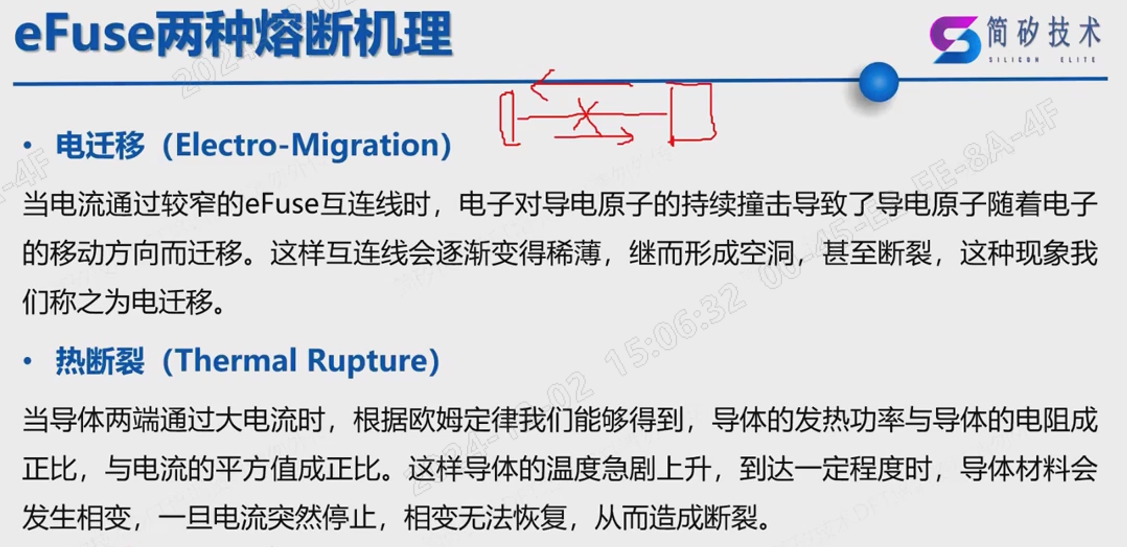 eFuse两种熔断机理
简矽技术
SILICON ELITE
• 电迁移（Electro-Migration）
当电流通过较窄的eFuse互连线时，电子对导电原子的持续撞击导致了导电原子随着电子
的移动方向而迁移。这样互连线会逐渐变得稀薄，继而形成空洞，甚至断裂，这种现象我
们称之为电迁移。
• 热断裂（Thermal Rupture）
当导体两端通过大电流时，根据欧姆定律我们能够得到，导体的发热功率与导体的电阻成
正比，与电流的平方值成正比。这样导体的温度急剧上升，到达一定程度时，导体材料会
发生相变，一旦电流突然停止，相变无法恢复，从而造成断裂。
15:06:32